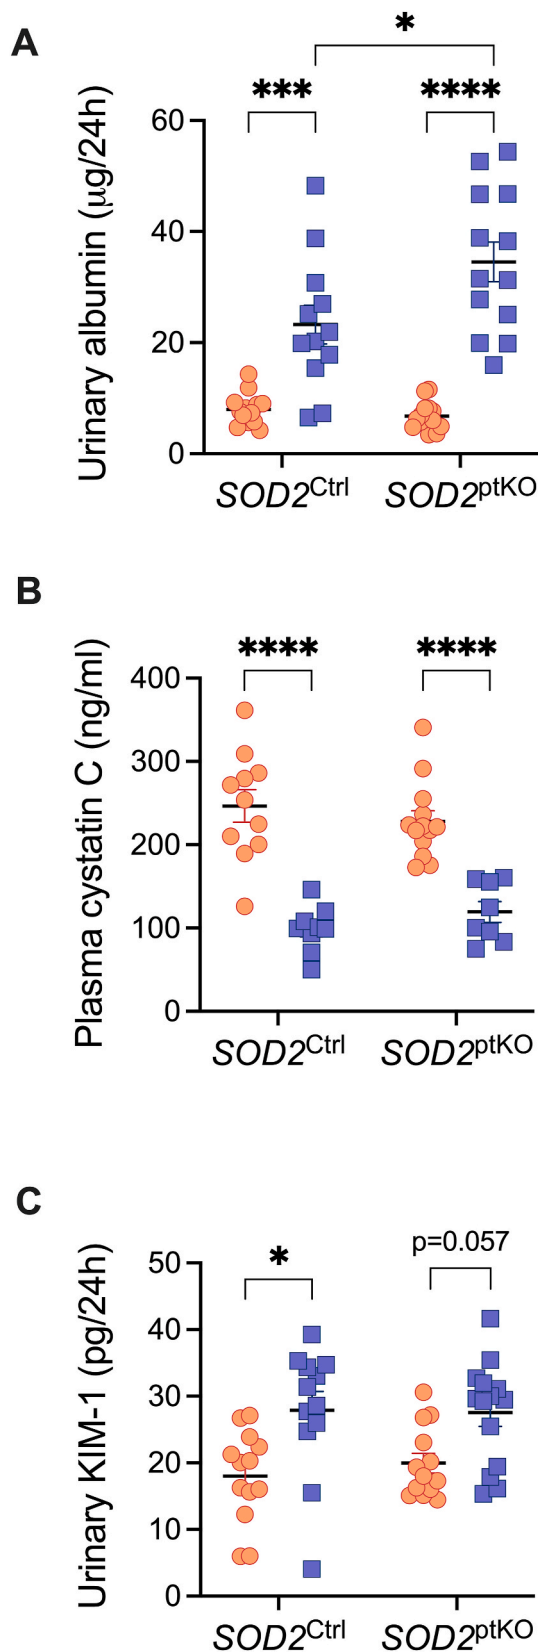 A
*
*** ****
Urinary albumin (µg/24h)
60
40
20
0
SOD2Ctrl SOD2ptKO
B
**** ****
Plasma cystatin C (ng/ml)
400
300
200
100
0
SOD2Ctrl SOD2ptKO
C
* p=0.057
Urinary KIM-1 (pg/24h)
50
40
30
20
10
0
SOD2Ctrl SOD2ptKO